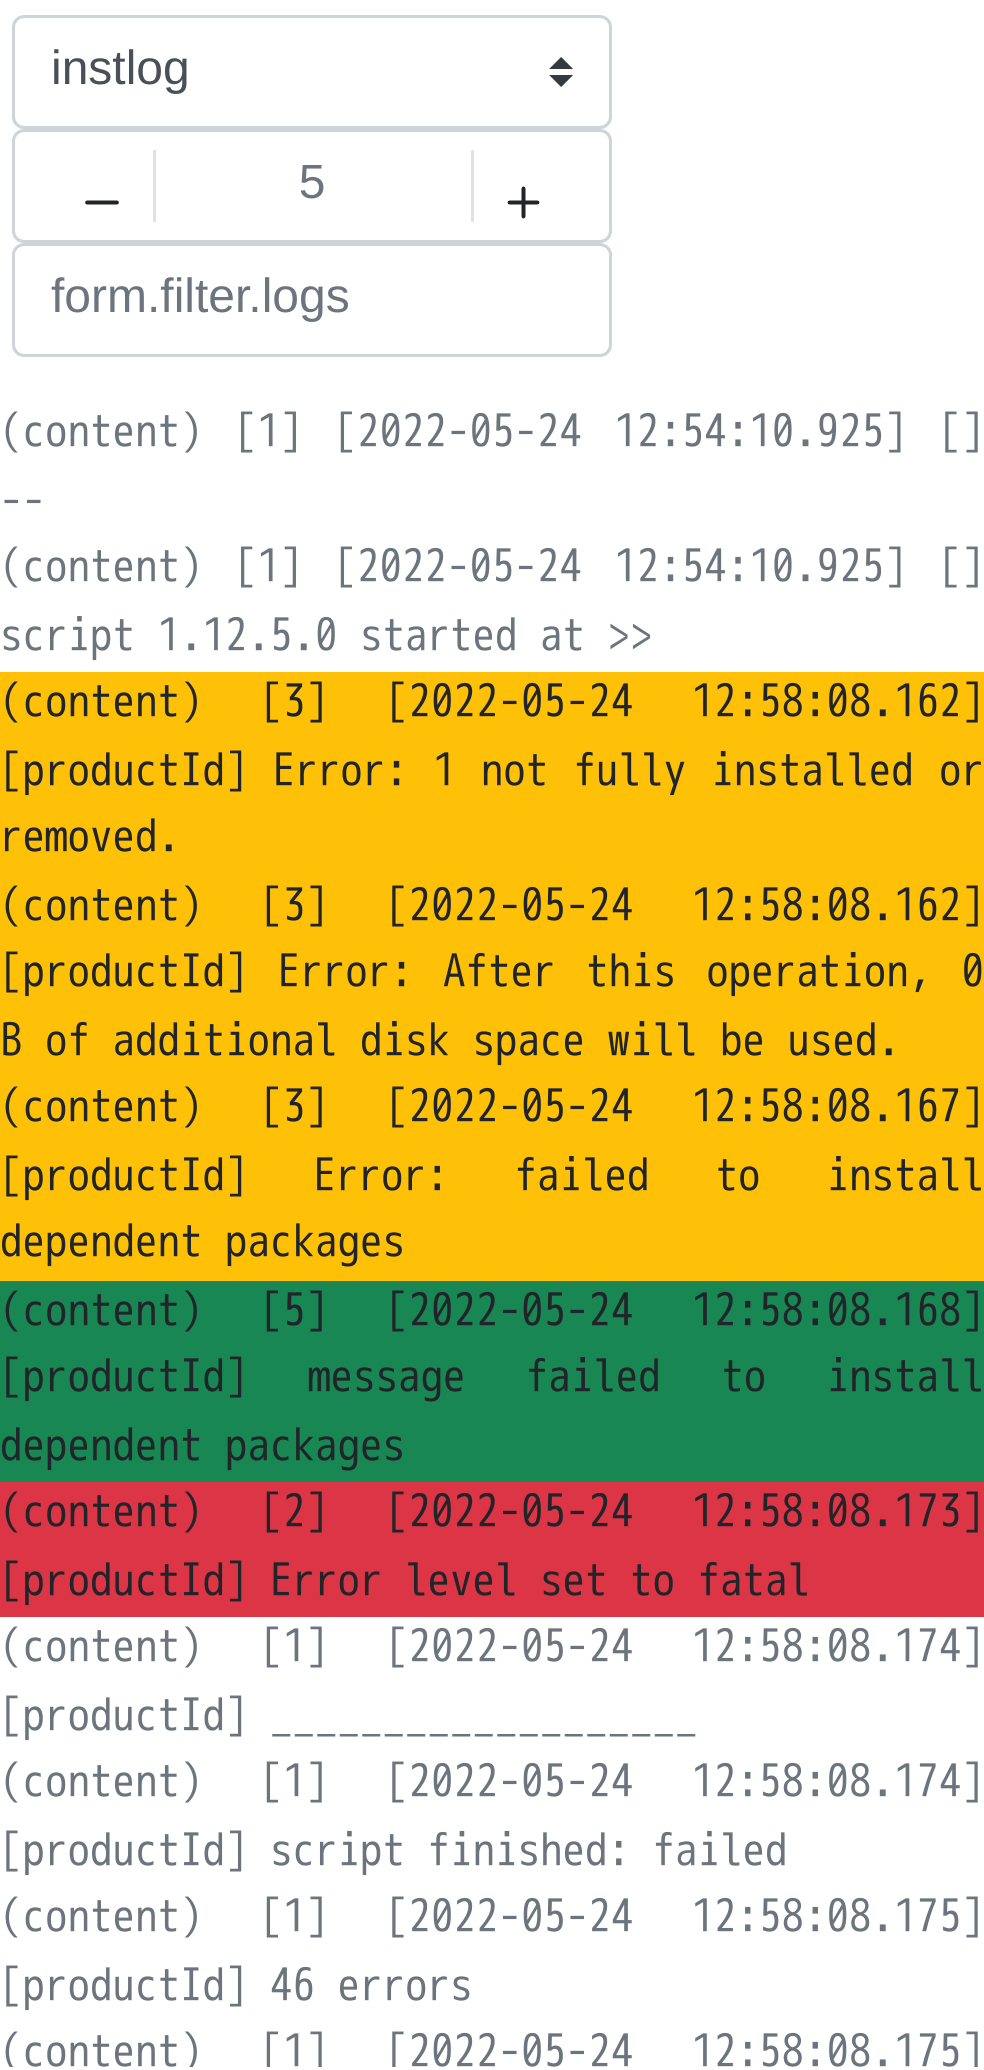 instlog
5
form.filter.logs
(content) [1] [2022-05-24 12:54:10.925] []
--
(content) [1] [2022-05-24 12:54:10.925] []
script 1.12.5.0 started at >>
(content) [3] [2022-05-24 12:58:08.162]
[productId] Error: 1 not fully installed or
removed.
(content) [3] [2022-05-24 12:58:08.162]
[productId] Error: After this operation, 0
B of additional disk space will be used.
(content) [3] [2022-05-24 12:58:08.167]
[productId] Error: failed to install
dependent packages
(content) [5] [2022-05-24 12:58:08.168]
[productId] message failed to install
dependent packages
(content) [2] [2022-05-24 12:58:08.173]
[productId] Error level set to fatal
(content) [1] [2022-05-24 12:58:08.174]
[productId] ___________________
(content) [1] [2022-05-24 12:58:08.174]
[productId] script finished: failed
(content) [1] [2022-05-24 12:58:08.175]
[productId] 46 errors
(content) [1] [2022-05-24 12:58:08.175]